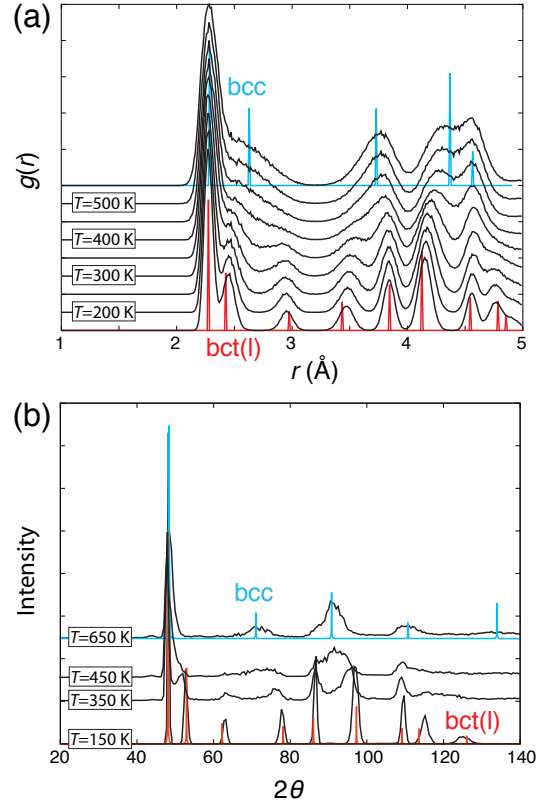 (a)
g(r)
bcc
T=500 K
T=400 K
T=300 K
T=200 K
bct(l)
1 2 3 4 5
r (Å)
(b)
Intensity
bcc
T=650 K
T=450 K
T=350 K
T=150 K
bct(l)
20 40 60 80 100 120 140
2θ